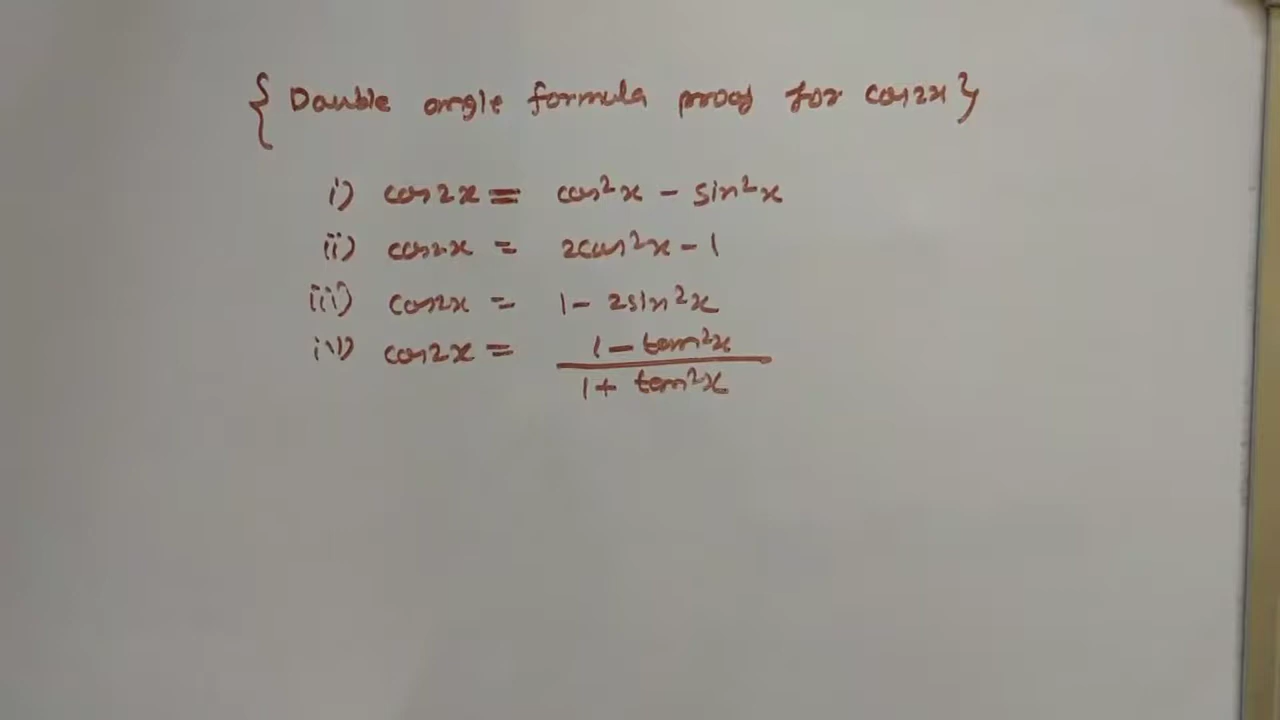 { Double angle formula proof for cos2x }
i) cos2x = cos²x - sin²x
ii) cos2x = 2cos²x - 1
iii) cos2x = 1 - 2sin²x
iv) cos2x = 1 - tan²x
1 + tan²x